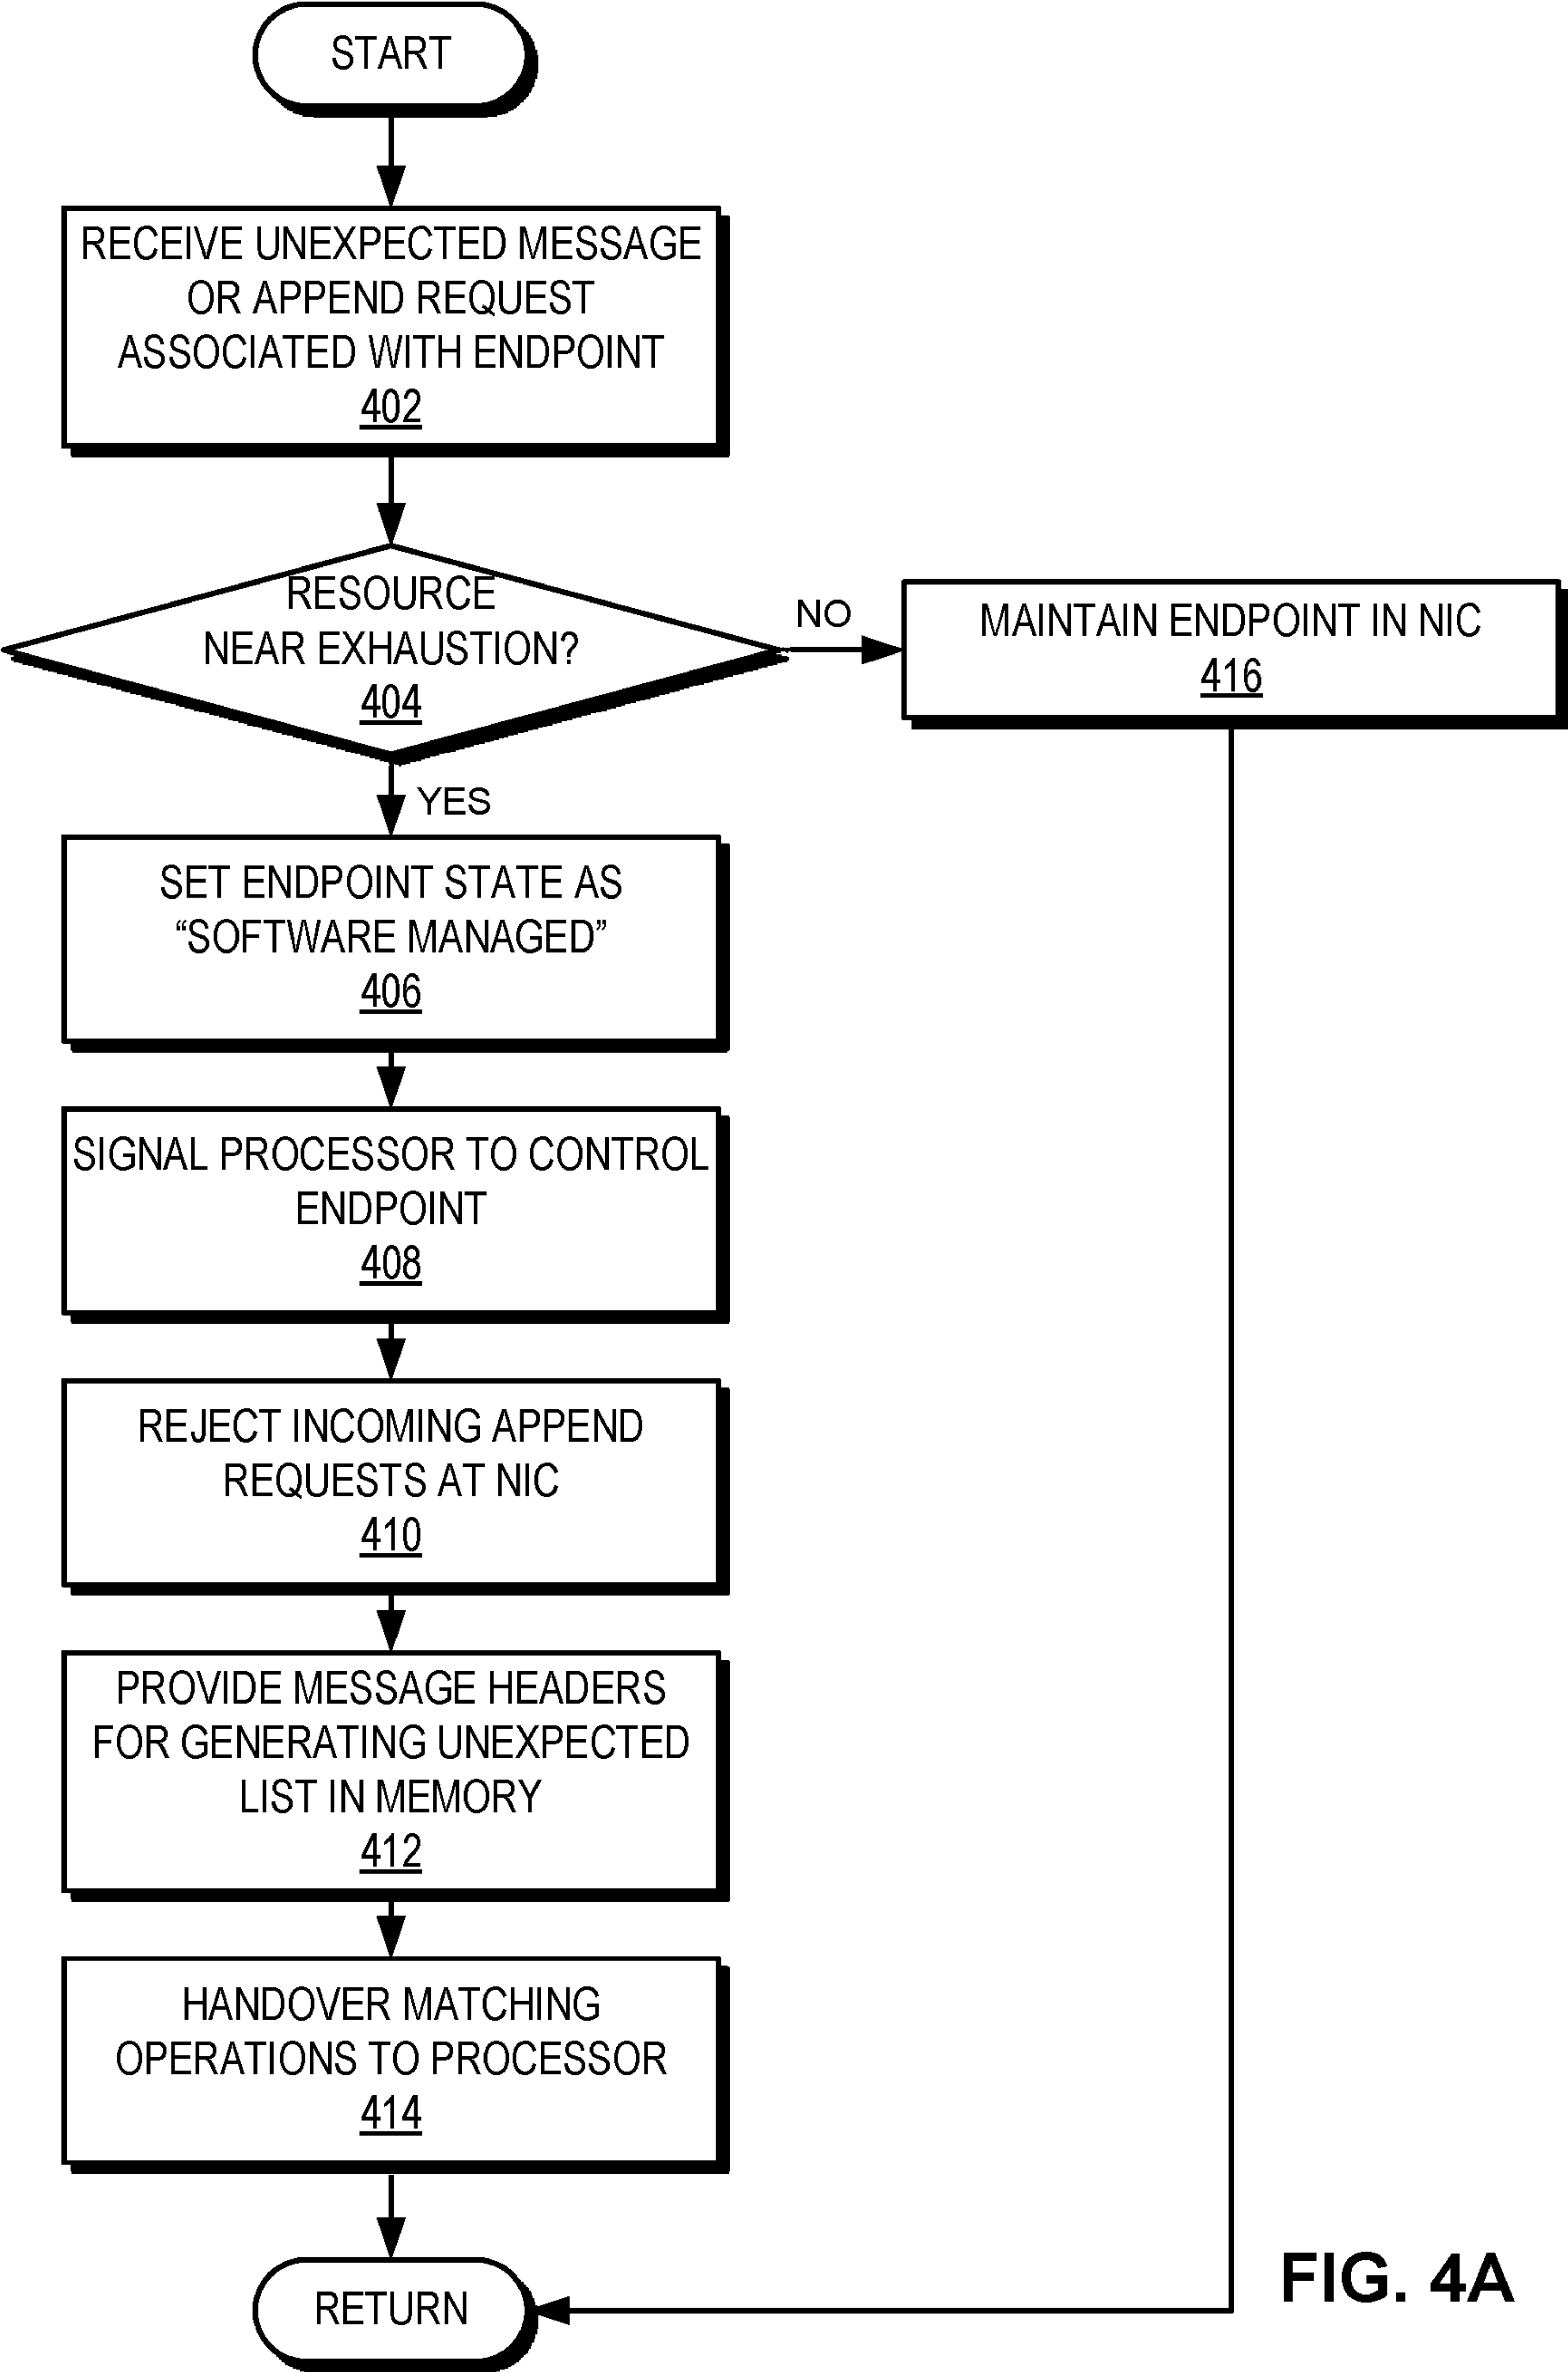 START
RECEIVE UNEXPECTED MESSAGE
OR APPEND REQUEST
ASSOCIATED WITH ENDPOINT
402
RESOURCE
NEAR EXHAUSTION?
404
NO
MAINTAIN ENDPOINT IN NIC
416
YES
SET ENDPOINT STATE AS
“SOFTWARE MANAGED”
406
SIGNAL PROCESSOR TO CONTROL
ENDPOINT
408
REJECT INCOMING APPEND
REQUESTS AT NIC
410
PROVIDE MESSAGE HEADERS
FOR GENERATING UNEXPECTED
LIST IN MEMORY
412
HANDOVER MATCHING
OPERATIONS TO PROCESSOR
414
RETURN
FIG. 4A